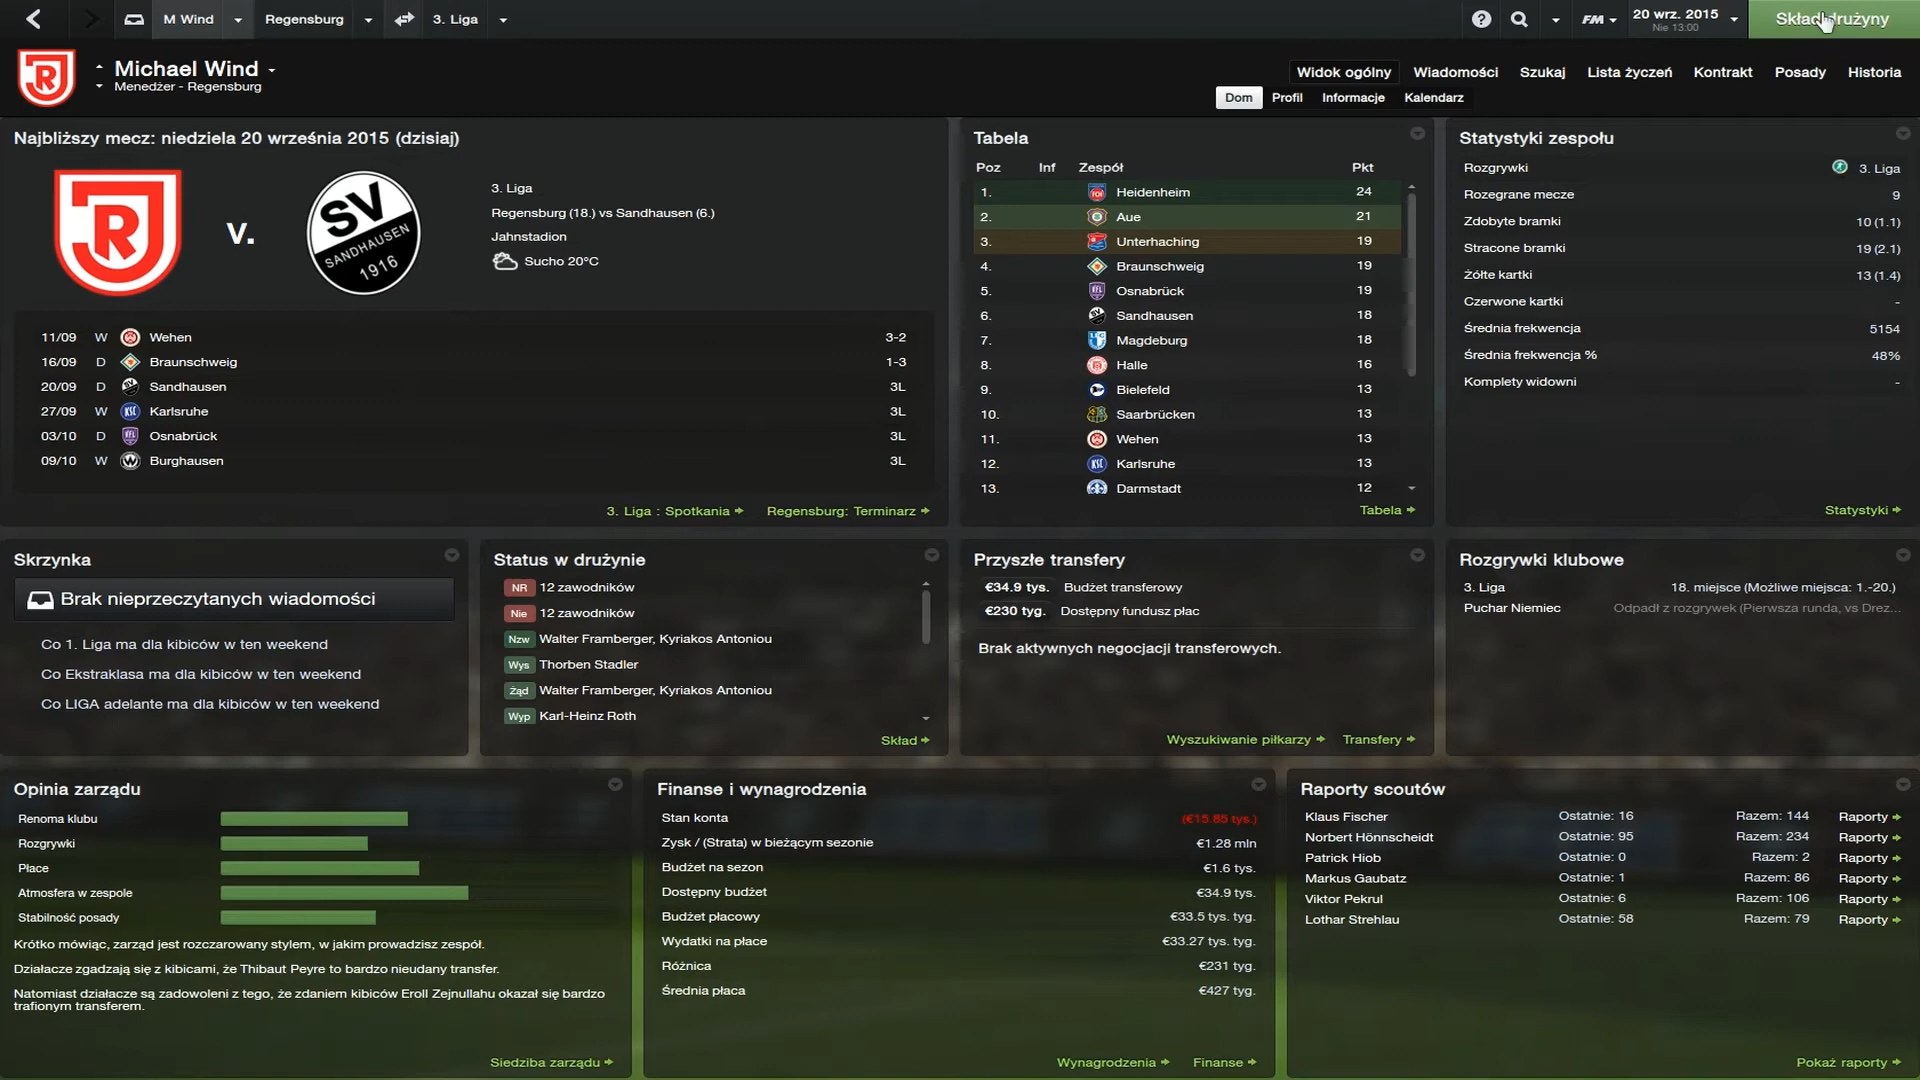 M Wind
Regensburg
3. Liga
FM
20 wrz. 2015
Nie 13:00
Skład drużyny
Michael Wind
Menedżer - Regensburg
Widok ogólny
Wiadomości
Szukaj
Lista życzeń
Kontrakt
Posady
Historia
Dom
Profil
Informacje
Kalendarz
Najbliższy mecz: niedziela 20 września 2015 (dzisiaj)
v.
SV
SANDHAUSEN
1916
3. Liga
Regensburg (18.) vs Sandhausen (6.)
Jahnstadion
Sucho 20°C
11/09 W Wehen 3-2
16/09 D Braunschweig 1-3
20/09 D Sandhausen 3L
27/09 W Karlsruhe 3L
03/10 D Osnabrück 3L
09/10 W Burghausen 3L
3. Liga : Spotkania
Regensburg: Terminarz
Tabela
Poz Inf Zespół Pkt
1. Heidenheim 24
2. Aue 21
3. Unterhaching 19
4. Braunschweig 19
5. Osnabrück 19
6. Sandhausen 18
7. Magdeburg 18
8. Halle 16
9. Bielefeld 13
10. Saarbrücken 13
11. Wehen 13
12. Karlsruhe 13
13. Darmstadt 12
Tabela
Statystyki zespołu
Rozgrywki 3. Liga
Rozegrane mecze 9
Zdobyte bramki 10 (1.1)
Stracone bramki 19 (2.1)
Żółte kartki 13 (1.4)
Czerwone kartki -
Średnia frekwencja 5154
Średnia frekwencja % 48%
Komplety widowni -
Statystyki
Skrzynka
Brak nieprzeczytanych wiadomości
Co 1. Liga ma dla kibiców w ten weekend
Co Ekstraklasa ma dla kibiców w ten weekend
Co LIGA adelante ma dla kibiców w ten weekend
Status w drużynie
NR 12 zawodników
Nie 12 zawodników
Nzw Walter Framberger, Kyriakos Antoniou
Wys Thorben Stadler
Żąd Walter Framberger, Kyriakos Antoniou
Wyp Karl-Heinz Roth
Skład
Przyszłe transfery
€34.9 tys. Budżet transferowy
€230 tyg. Dostępny fundusz płac
Brak aktywnych negocjacji transferowych.
Wyszukiwanie piłkarzy
Transfery
Rozgrywki klubowe
3. Liga 18. miejsce (Możliwe miejsca: 1.-20.)
Puchar Niemiec Odpadł z rozgrywek (Pierwsza runda, vs Drez...
Opinia zarządu
Renoma klubu
Rozgrywki
Płace
Atmosfera w zespole
Stabilność posady
Krótko mówiąc, zarząd jest rozczarowany stylem, w jakim prowadzisz zespół.
Działacze zgadzają się z kibicami, że Thibaut Peyre to bardzo nieudany transfer.
Natomiast działacze są zadowoleni z tego, że zdaniem kibiców Eroll Zejnullahu okazał się bardzo
trafionym transferem.
Siedziba zarządu
Finanse i wynagrodzenia
Stan konta (€15.85 tys.)
Zysk / (Strata) w bieżącym sezonie €1.28 mln
Budżet na sezon €1.6 tys.
Dostępny budżet €34.9 tys.
Budżet płacowy €33.5 tys. tyg.
Wydatki na płace €33.27 tys. tyg.
Różnica €231 tyg.
Średnia płaca €427 tyg.
Wynagrodzenia
Finanse
Raporty scoutów
Klaus Fischer Ostatnie: 16 Razem: 144 Raporty
Norbert Hönnscheidt Ostatnie: 95 Razem: 234 Raporty
Patrick Hiob Ostatnie: 0 Razem: 2 Raporty
Markus Gaubatz Ostatnie: 1 Razem: 86 Raporty
Viktor Pekrul Ostatnie: 6 Razem: 106 Raporty
Lothar Strehlau Ostatnie: 58 Razem: 79 Raporty
Pokaż raporty